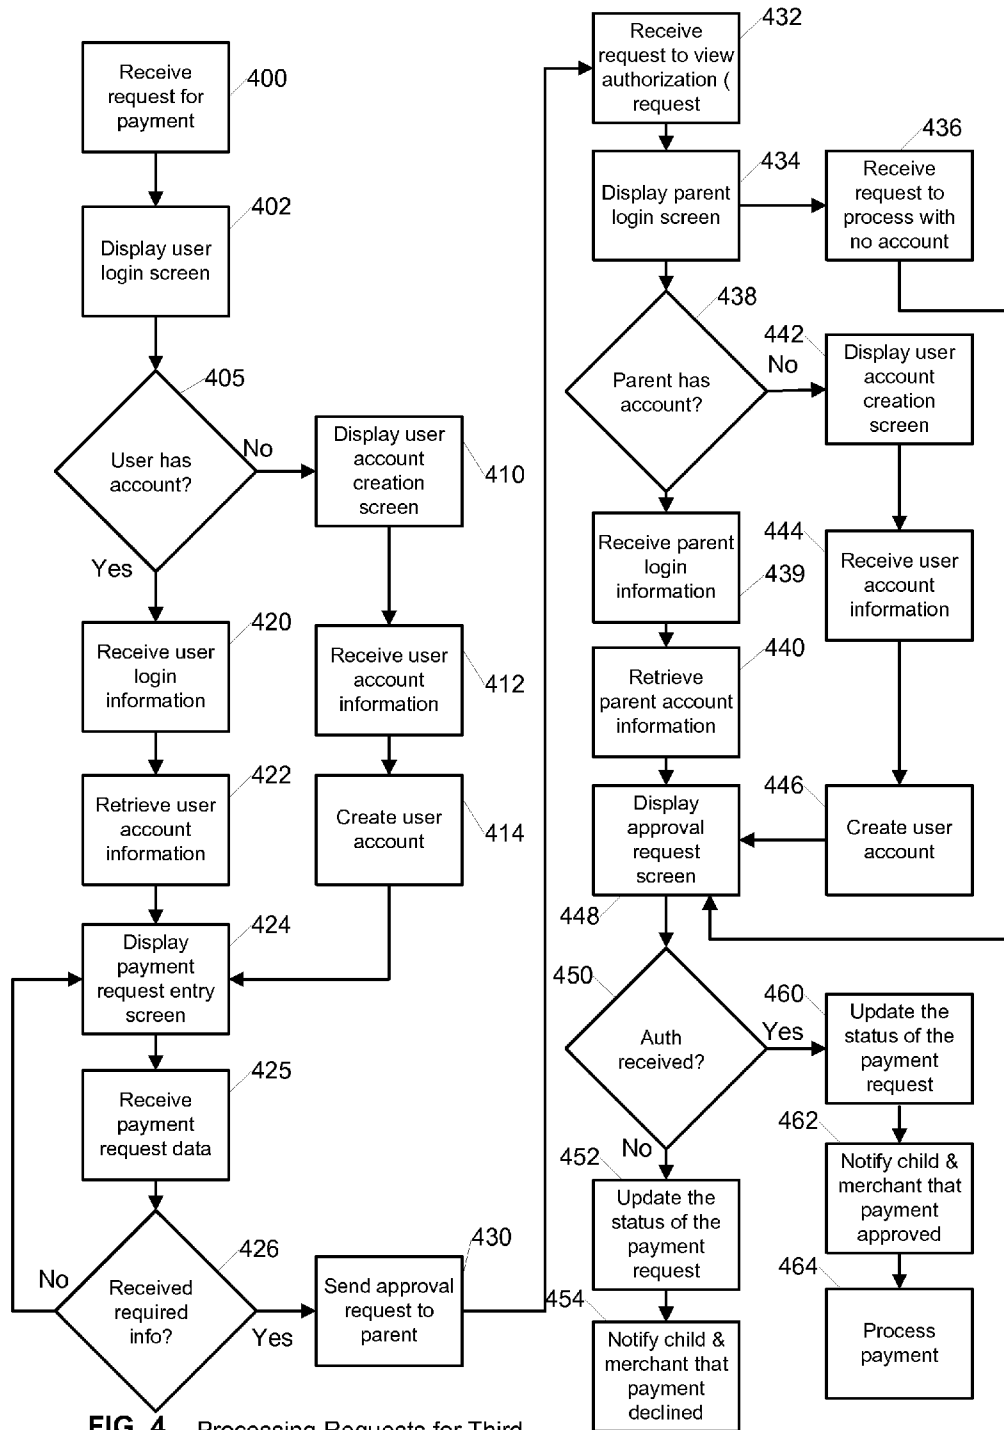 Receive
request for
payment
400
Display user
login screen
402
User has
account?
405
No
Yes
Display user
account
creation
screen
410
Receive user
login
information
420
Receive user
account
information
412
Retrieve user
account
information
422
Create user
account
414
Display
payment
request entry
screen
424
Receive
payment
request data
425
Received
required
info?
426
No
Yes
Send approval
request to
parent
430
Receive
request to view
authorization (
request
432
Display parent
login screen
434
Receive
request to
process with
no account
436
Parent has
account?
438
No
Display user
account
creation
screen
442
Receive parent
login
information
439
Receive user
account
information
444
Retrieve
parent account
information
440
Display
approval
request
screen
448
Create user
account
446
Auth
received?
450
Yes
No
Update the
status of the
payment
request
460
Update the
status of the
payment
request
452
Notify child &
merchant that
payment
approved
462
Notify child &
merchant that
payment
declined
454
Process
payment
464
FIG. 4 Processing Requests for Third